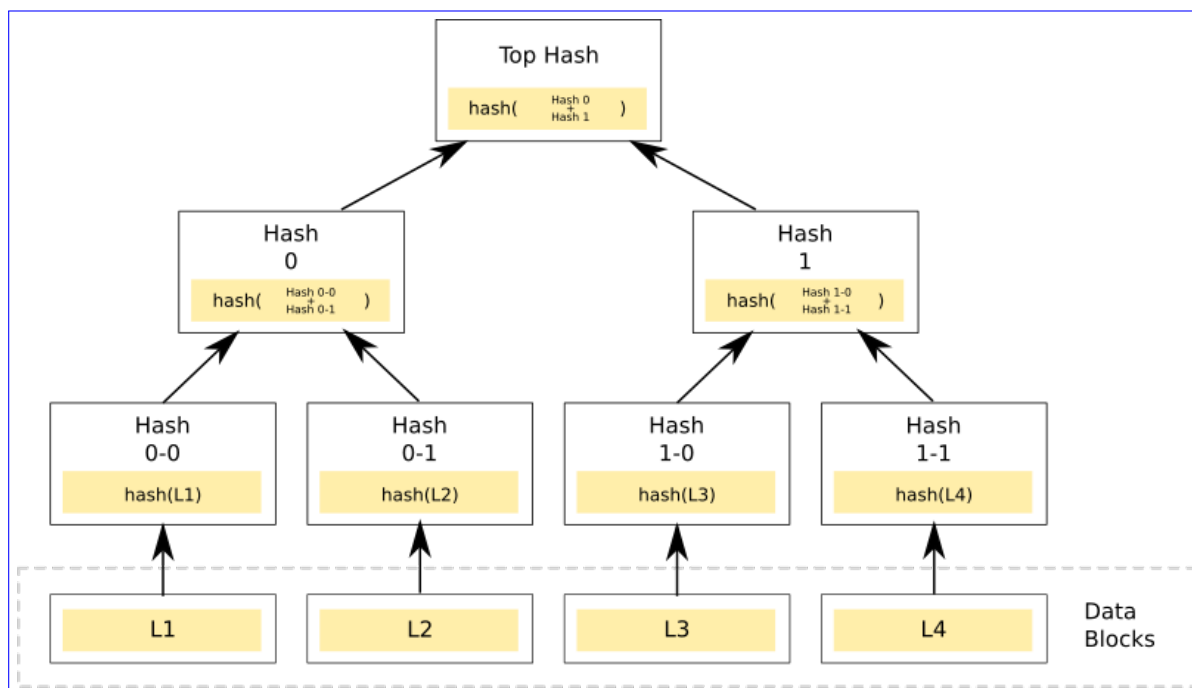 Top Hash
hash( Hash 0 + Hash 1 )
Hash
0
hash( Hash 0-0 + Hash 0-1 )
Hash
1
hash( Hash 1-0 + Hash 1-1 )
Hash
0-0
hash(L1)
Hash
0-1
hash(L2)
Hash
1-0
hash(L3)
Hash
1-1
hash(L4)
L1
L2
L3
L4
Data
Blocks